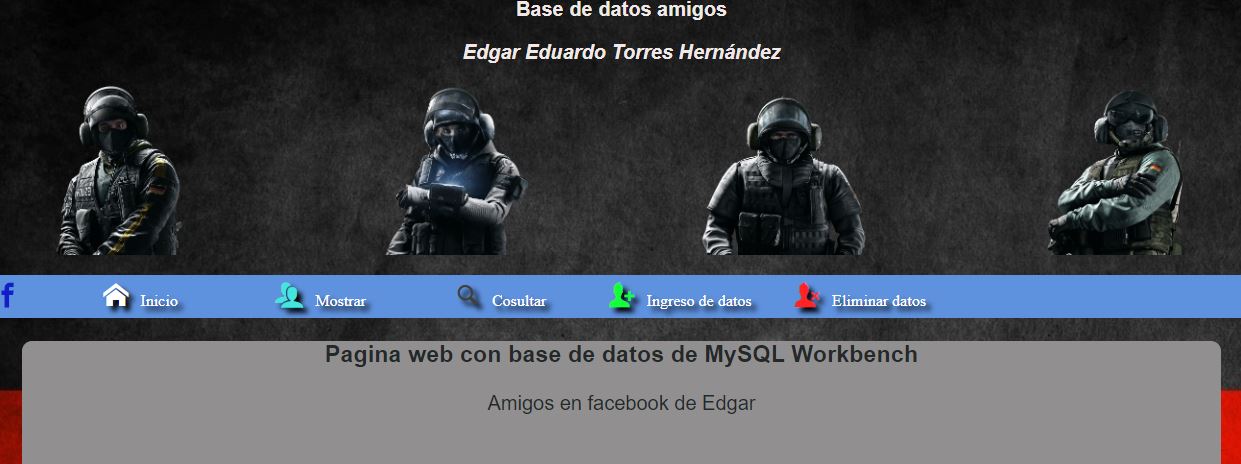 Base de datos amigos
Edgar Eduardo Torres Hernández
f Inicio Mostrar Cosultar Ingreso de datos Eliminar datos
Pagina web con base de datos de MySQL Workbench
Amigos en facebook de Edgar